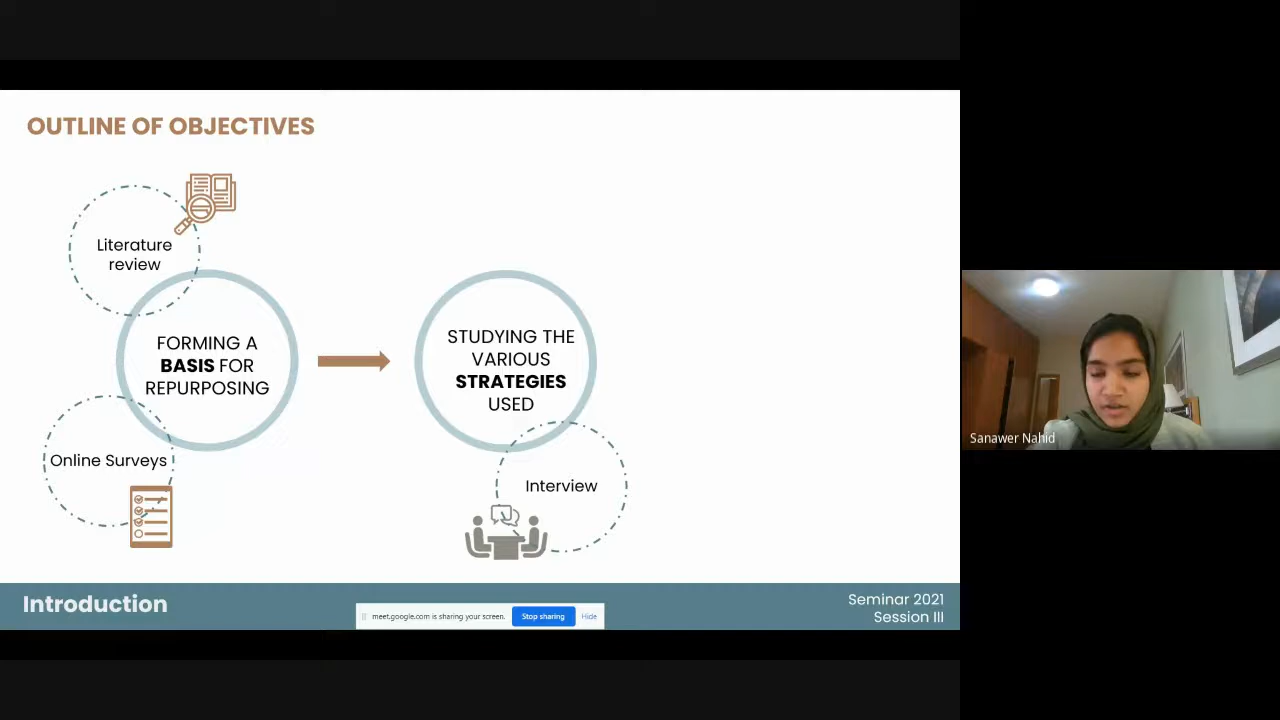 OUTLINE OF OBJECTIVES
Literature
review
FORMING A
BASIS FOR
REPURPOSING
Online Surveys
STUDYING THE
VARIOUS
STRATEGIES
USED
Interview
Introduction
meet.google.com is sharing your screen.
Stop sharing
Hide
Seminar 2021
Session III
Sanawer Nahid